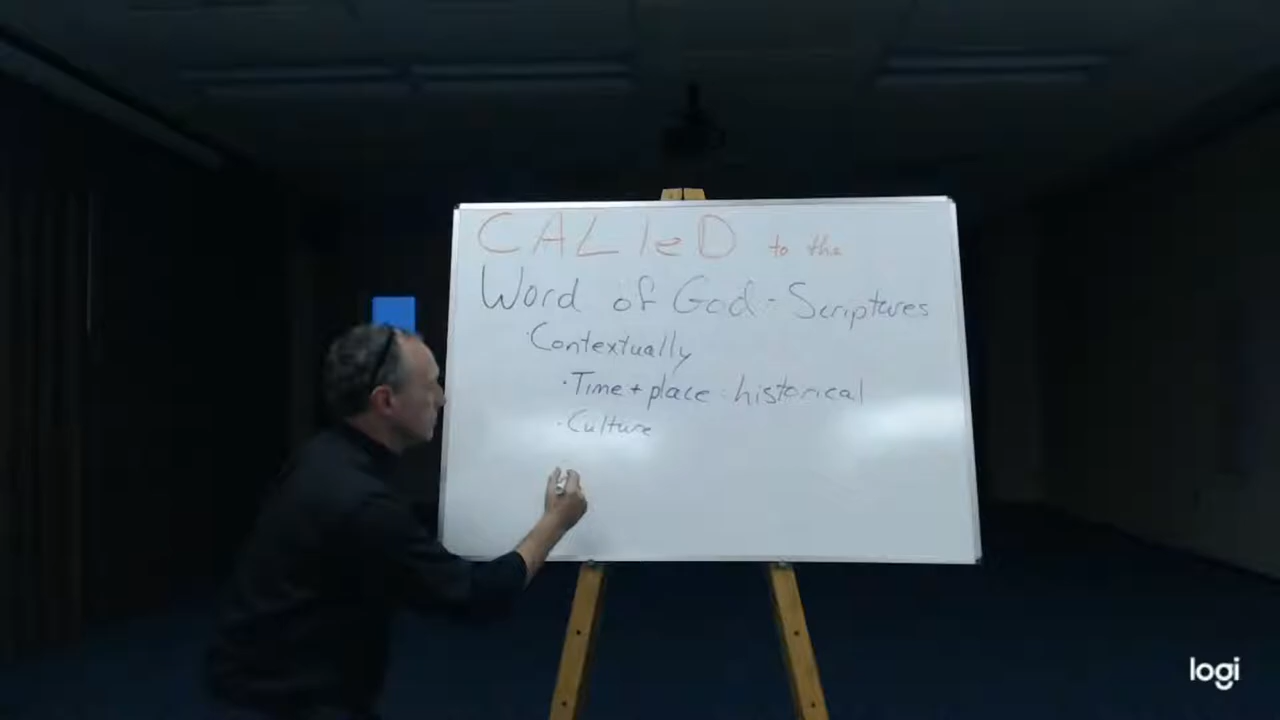 CALleD to the
Word of God - Scriptures
· Contextually
· Time + place : historical
· Culture
logi